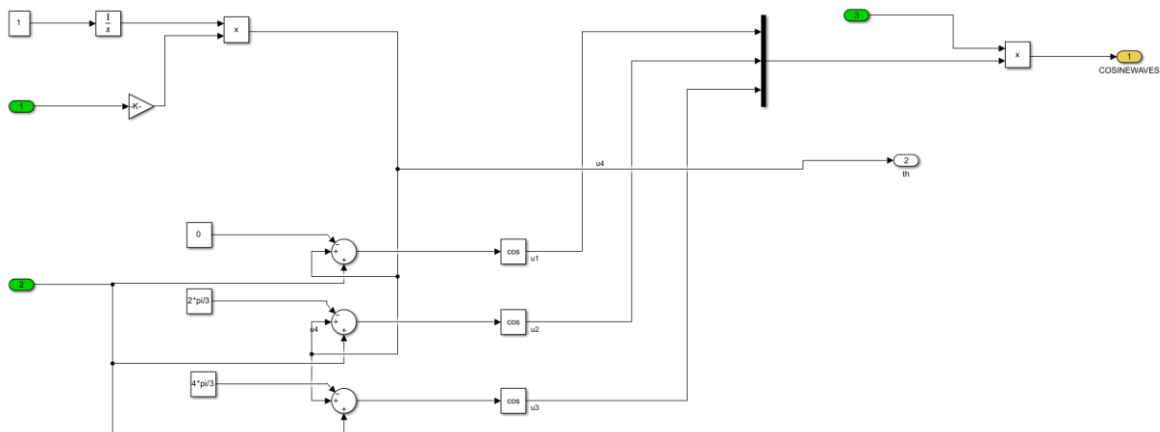 1
1
s
x
3
x
1
COSINEWAVES
1
-K-
u4
2
th
0
cos
u1
2
2*pi/3
u4
cos
u2
4*pi/3
cos
u3